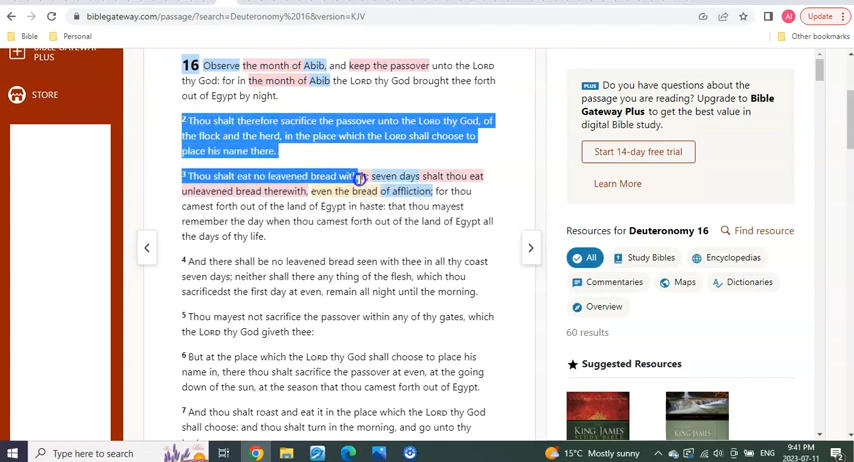 biblegateway.com/passage/?search=Deuteronomy%2016&version=KJV
AI
Update
Bible
Personal
Other bookmarks
PLUS
STORE
16 Observe the month of Abib, and keep the passover unto the LORD
thy God: for in the month of Abib the LORD thy God brought thee forth
out of Egypt by night.
2 Thou shalt therefore sacrifice the passover unto the LORD thy God, of
the flock and the herd, in the place which the LORD shall choose to
place his name there.
3 Thou shalt eat no leavened bread with it; seven days shalt thou eat
unleavened bread therewith, even the bread of affliction; for thou
camest forth out of the land of Egypt in haste: that thou mayest
remember the day when thou camest forth out of the land of Egypt all
the days of thy life.
4 And there shall be no leavened bread seen with thee in all thy coast
seven days; neither shall there any thing of the flesh, which thou
sacrificedst the first day at even, remain all night until the morning.
5 Thou mayest not sacrifice the passover within any of thy gates, which
the LORD thy God giveth thee:
6 But at the place which the LORD thy God shall choose to place his
name in, there thou shalt sacrifice the passover at even, at the going
down of the sun, at the season that thou camest forth out of Egypt.
7 And thou shalt roast and eat it in the place which the LORD thy God
shall choose: and thou shalt turn in the morning, and go unto thy
PLUS Do you have questions about the
passage you are reading? Upgrade to Bible
Gateway Plus to get the best value in
digital Bible study.
Start 14-day free trial
Learn More
Resources for Deuteronomy 16
Find resource
All
Study Bibles
Encyclopedias
Commentaries
Maps
Dictionaries
Overview
60 results
Suggested Resources
KING JAMES
KING JAMES
Type here to search
15°C Mostly sunny
ENG
9:41 PM
2023-07-11
2